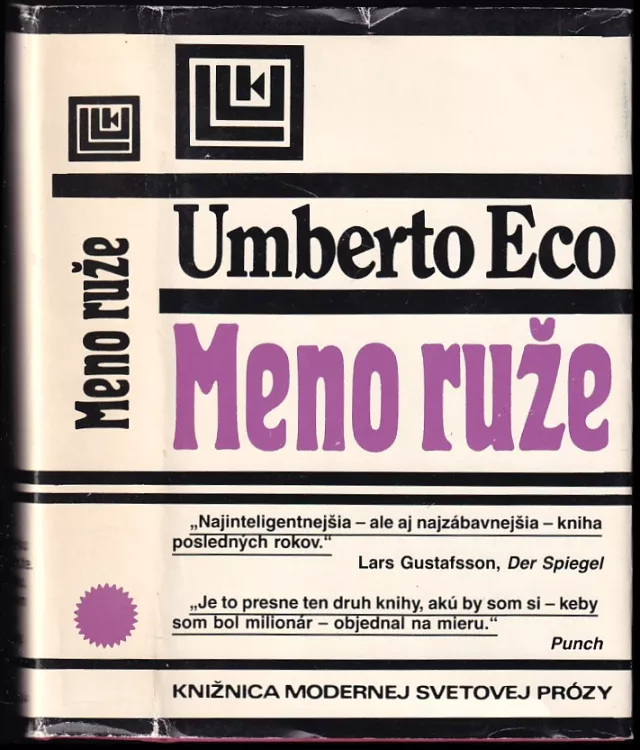 Meno ruže
Umberto Eco
Meno ruže
„Najinteligentnejšia – ale aj najzábavnejšia – kniha
posledných rokov.“
Lars Gustafsson, Der Spiegel
„Je to presne ten druh knihy, akú by som si – keby
som bol milionár – objednal na mieru.“
Punch
KNIŽNICA MODERNEJ SVETOVEJ PRÓZY